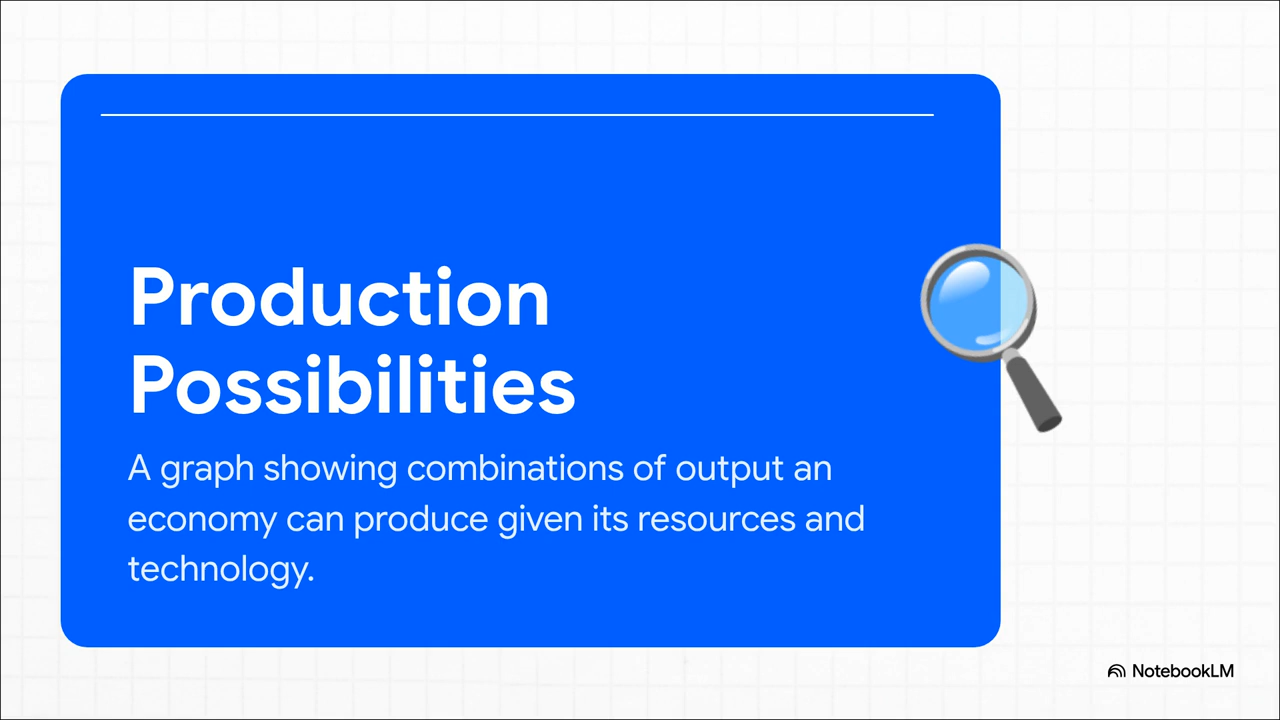 Production
Possibilities
A graph showing combinations of output an
economy can produce given its resources and
technology.
NotebookLM